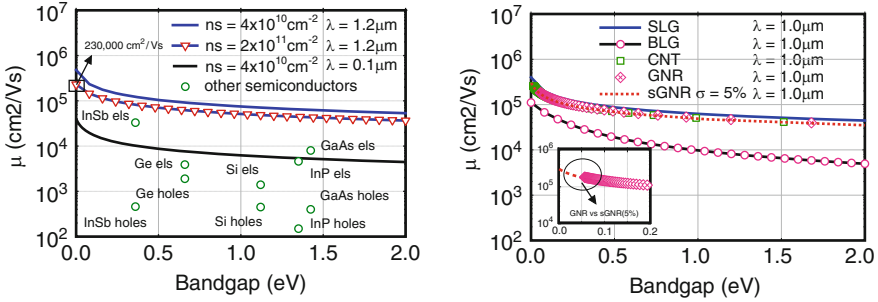 ns = 4x10¹⁰cm⁻² λ = 1.2μm
ns = 2x10¹¹cm⁻² λ = 1.2μm
ns = 4x10¹⁰cm⁻² λ = 0.1μm
other semiconductors
230,000 cm²/Vs
InSb els
GaAs els
Ge els
Si els
InP els
Ge holes
GaAs holes
InSb holes
Si holes
InP holes
10⁷
10⁶
10⁵
10⁴
10³
10²
μ (cm2/Vs)
0.0 0.5 1.0 1.5 2.0
Bandgap (eV)
SLG λ = 1.0μm
BLG λ = 1.0μm
CNT λ = 1.0μm
GNR λ = 1.0μm
sGNR σ = 5% λ = 1.0μm
10⁷
10⁶
10⁵
10⁴
10³
10²
μ (cm2/Vs)
10⁶
10⁵
10⁴
GNR vs sGNR(5%)
0.0 0.1 0.2
0.0 0.5 1.0 1.5 2.0
Bandgap (eV)